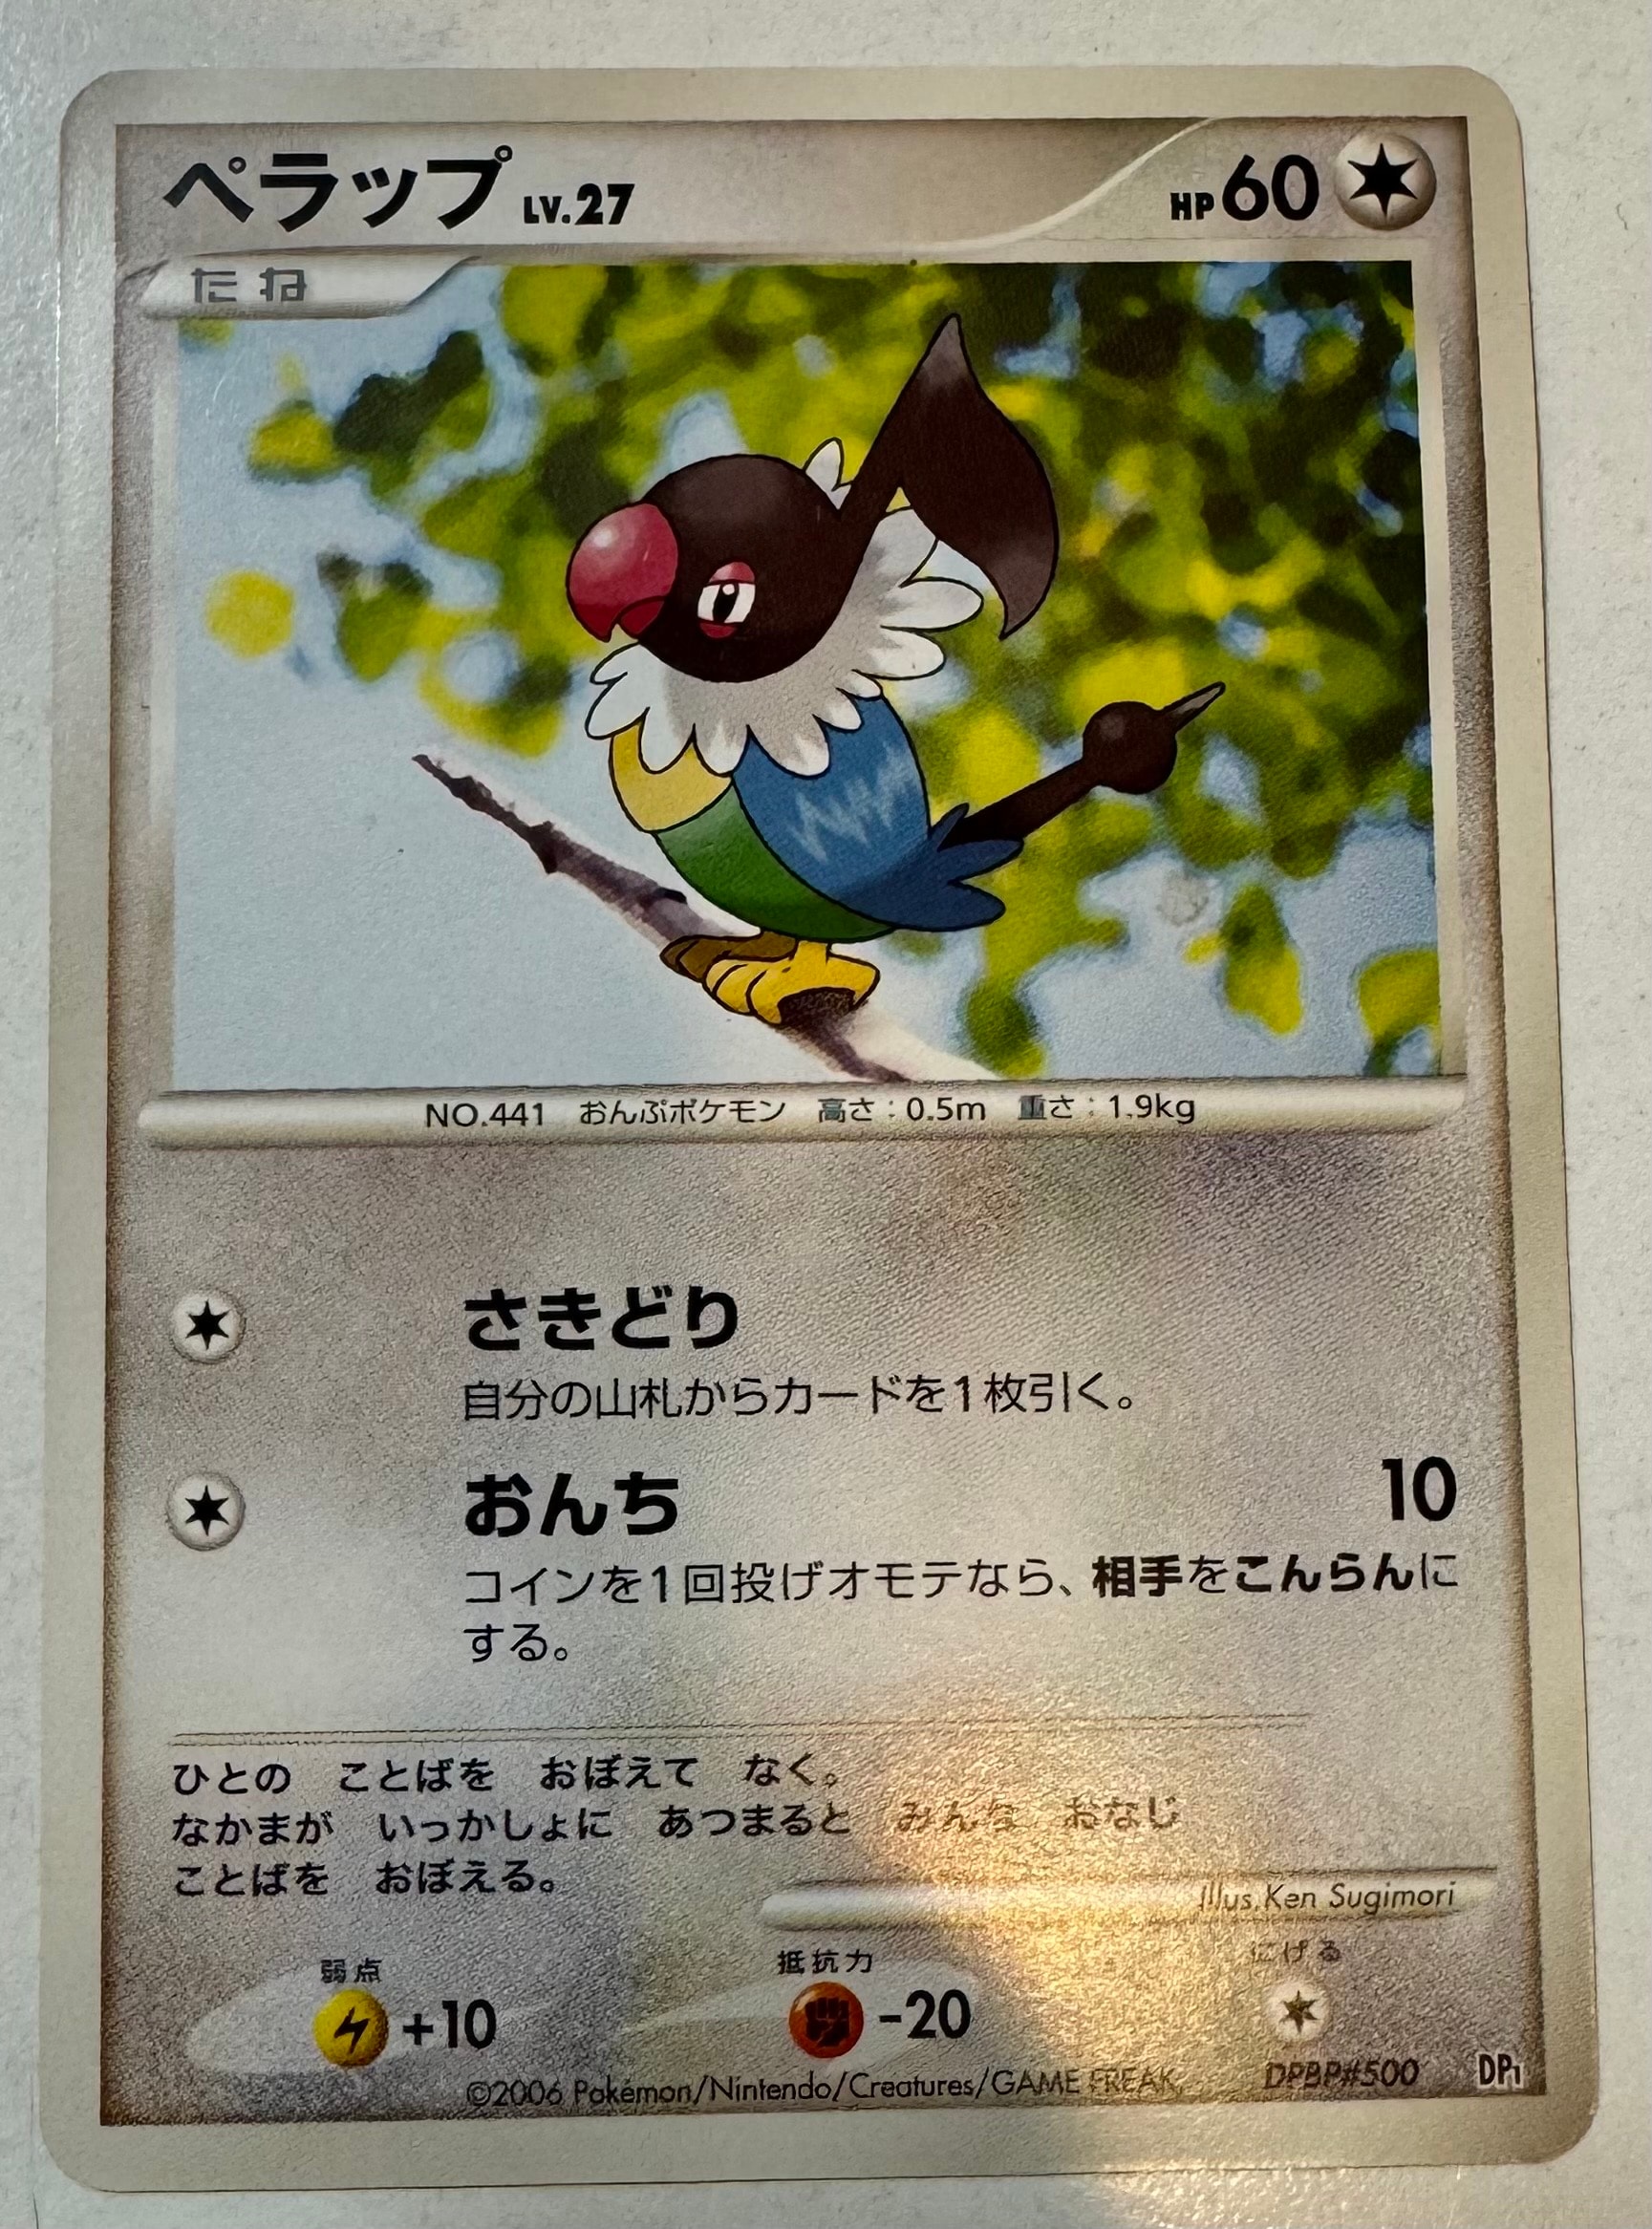 ペラップ LV.27 HP60
たね
NO.441 おんぷポケモン 高さ:0.5m 重さ:1.9kg
さきどり
自分の山札からカードを1枚引く。
おんち 10
コインを1回投げオモテなら、相手をこんらんに
する。
ひとの ことばを おぼえて なく。
なかまが いっかしょに あつまると みんな おなじ
ことばを おぼえる。
Illus.Ken Sugimori
弱点 抵抗力 にげる
+10 -20
©2006 Pokémon/Nintendo/Creatures/GAME FREAK. DPBP#500 DP1